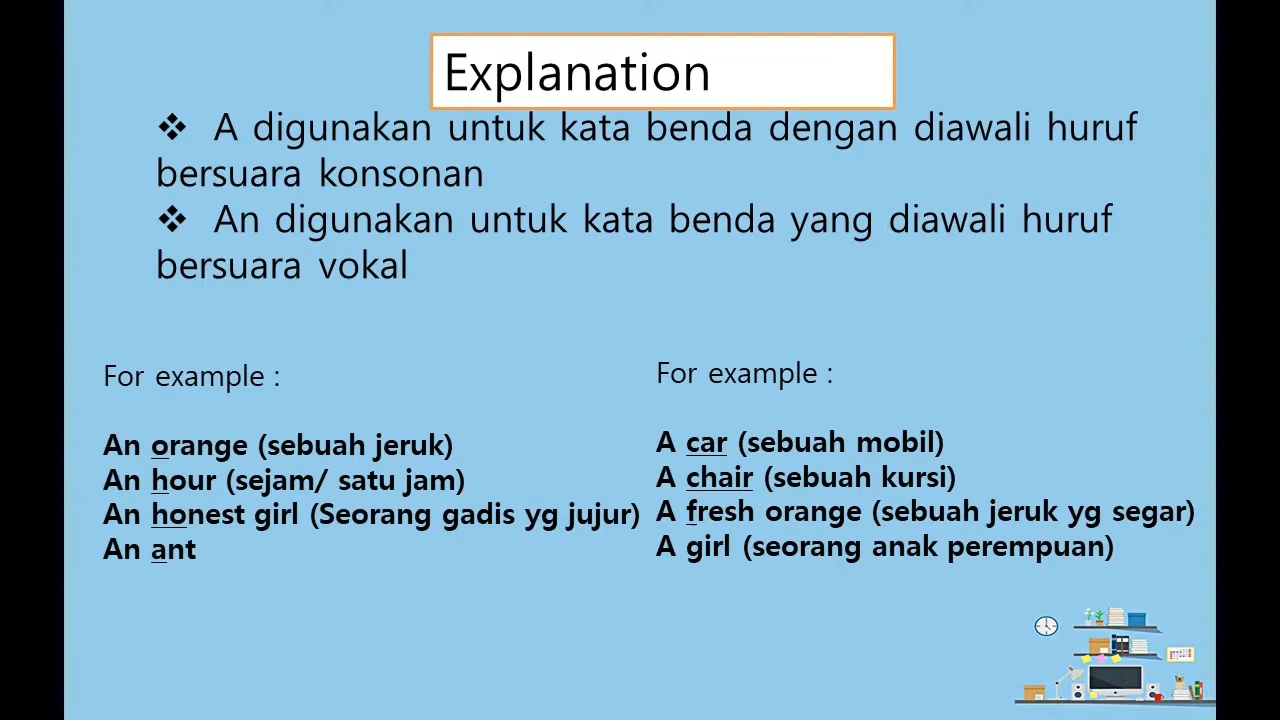 Explanation
❖ A digunakan untuk kata benda dengan diawali huruf
bersuara konsonan
❖ An digunakan untuk kata benda yang diawali huruf
bersuara vokal
For example :
An orange (sebuah jeruk)
An hour (sejam/ satu jam)
An honest girl (Seorang gadis yg jujur)
An ant
For example :
A car (sebuah mobil)
A chair (sebuah kursi)
A fresh orange (sebuah jeruk yg segar)
A girl (seorang anak perempuan)